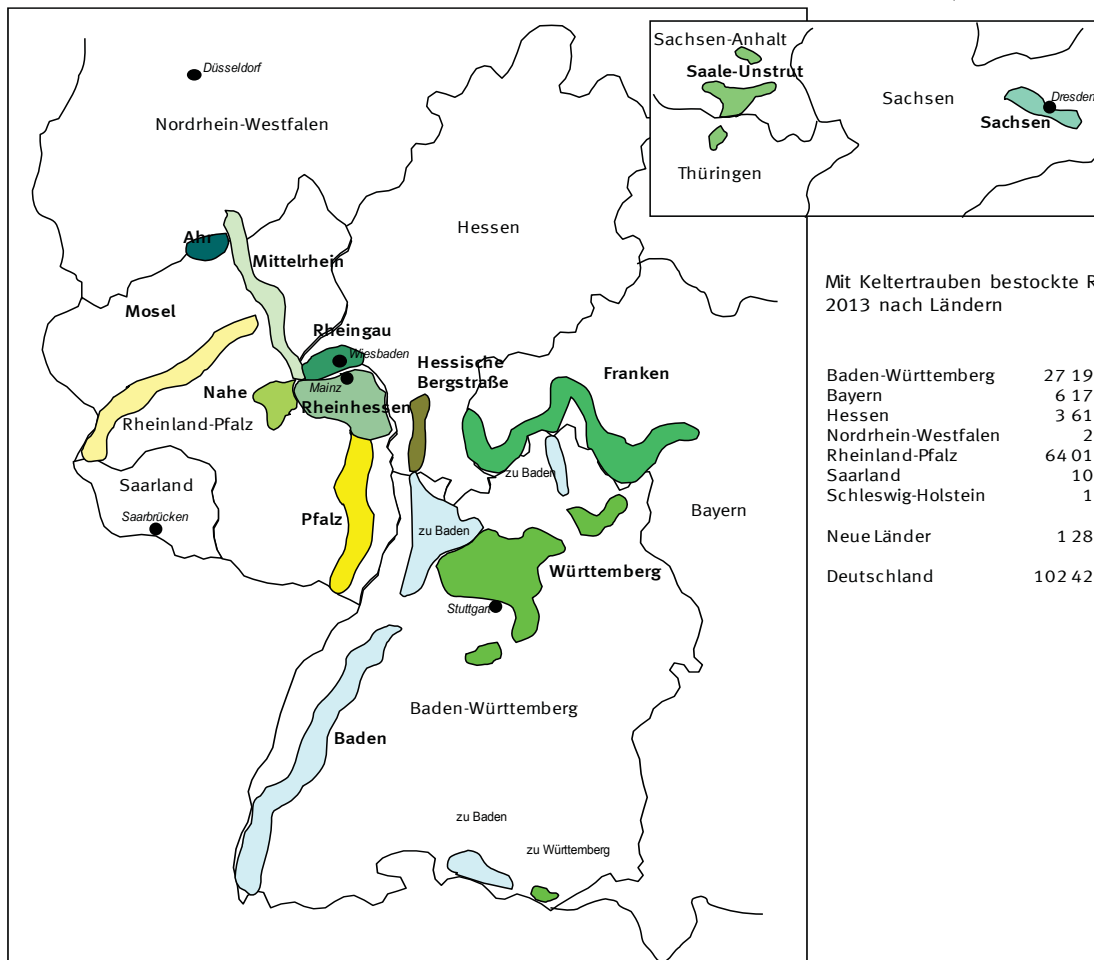 Sachsen-Anhalt
Saale-Unstrut
Sachsen
Dresden
Sachsen
Thüringen
Düsseldorf
Nordrhein-Westfalen
Hessen
Ahr
Mittelrhein
Mosel
Rheingau
Wiesbaden
Hessische
Bergstraße
Franken
Nahe
Mainz
Rheinhessen
Rheinland-Pfalz
zu Baden
Saarland
Saarbrücken
Pfalz
zu Baden
Bayern
Württemberg
Stuttgart
Baden-Württemberg
Baden
zu Baden
zu Württemberg
Mit Keltertrauben bestockte R
2013 nach Ländern
Baden-Württemberg 27 19
Bayern 6 17
Hessen 3 61
Nordrhein-Westfalen 2
Rheinland-Pfalz 64 01
Saarland 10
Schleswig-Holstein 1
Neue Länder 1 28
Deutschland 102 42